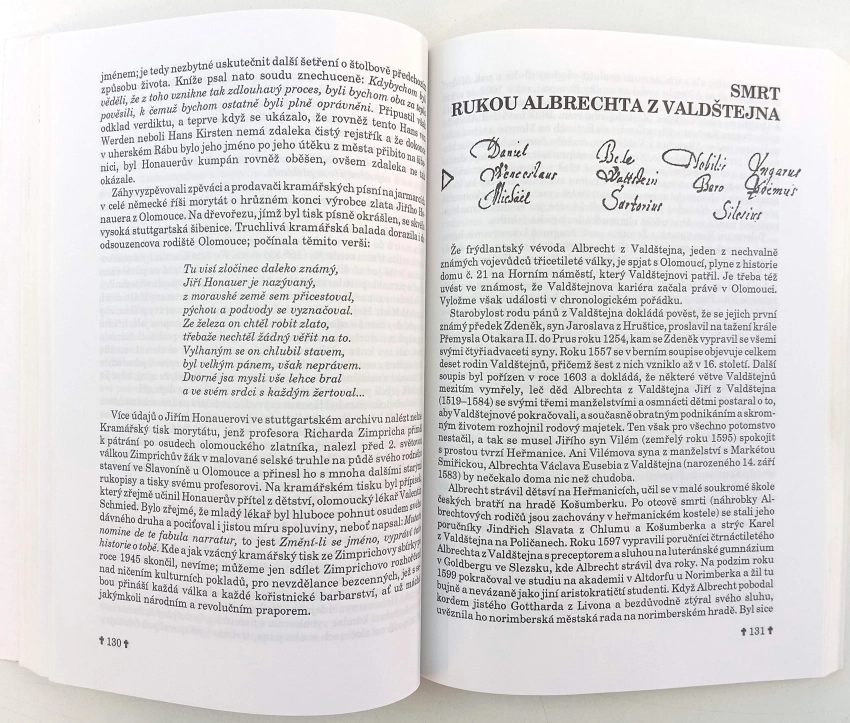 jménem; je tedy nezbytné uskutečnit další šetření o štolbově předchozím
způsobu života. Kníže psal nato soudu znechuceně: Kdybychom byli
věděli, že z toho vznikne tak zdlouhavý proces, byli bychom oba za tepla
pověsili, k čemuž bychom ostatně byli plně oprávněni. Připustil však
odklad verdiktu, a teprve když se ukázalo, že rovněž tento Hans von
Werden neboli Hans Kirsten nemá zdaleka čistý rejstřík a že dokonce
v uherském Rábu bylo jeho jméno po jeho útěku z města přibito na šibe-
nici, byl Honauerův kumpán rovněž oběšen, ovšem zdaleka ne tak
okázale.
Záhy vyzpěvovali zpěváci a prodavači kramářských písní na jarmarcích
v celé německé říši morytát o hrůzném konci výrobce zlata Jiřího Ho-
nauera z Olomouce. Na dřevořezu, jímž byl tisk písně okrášlen, se skvěla
vysoká stuttgartská šibenice. Truchlivá kramářská balada dorazila i do
odsouzencova rodiště Olomouce; počínala těmito verši:
Tu visí zločinec daleko známý,
Jiří Honauer je nazývaný,
z moravské země sem přicestoval,
pýchou a podvody se vyznačoval.
Ze železa on chtěl robit zlato,
třebaže nechtěl žádný věřit na to.
Vylhaným se on chlubil stavem,
byl velkým pánem, však neprávem.
Dvorné jsa mysli vše lehce bral
a ve svém srdci s každým žertoval...
Více údajů o Jiřím Honauerovi ve stuttgartském archivu nalézt nelze.
Kramářský tisk morytátu, jenž profesora Richarda Zimpricha přiměl
k pátrání po osudech olomouckého zlatníka, nalezl před 2. světovou
válkou Zimprichův žák v malované selské truhle na půdě svého rodného
stavení ve Slavoníně u Olomouce a přinesl ho s mnoha dalšími starými
rukopisy a tisky svému profesorovi. Na kramářském tisku byl přípisek,
který zřejmě učinil Honauerův přítel z dětství, olomoucký lékař Valentin
Schmied. Bylo zřejmé, že mladý lékař byl hluboce pohnut osudem svého
dávného druha a pociťoval i jistou míru spoluviny, neboť napsal: Mutato
nomine de te fabula narratur, to jest Změní-li se jméno, vypráví tato
historie o tobě. Kde a jak vzácný kramářský tisk ze Zimprichovy sbírky
roce 1945 skončil, nevíme; můžeme jen sdílet Zimprichovo rozhořčení
nad ničením kulturních pokladů, pro nevzdělance bezcenných, jež s se-
bou přináší každá válka a každé kořistnické barbarství, ať už mává
jakýmkoli národním a revolučním praporem.
✝ 130 ✝
SMRT
RUKOU ALBRECHTA Z VALDŠTEJNA
Daniel Bele Nobilis Ungarus
Wenceslaus Wattstein Baro Boemus
Michaël Sartorius Silesius
Že frýdlantský vévoda Albrecht z Valdštejna, jeden z nechvalně
známých vojevůdců třicetileté války, je spjat s Olomoucí, plyne z historie
domu č. 21 na Horním náměstí, který Valdštejnovi patřil. Je třeba též
uvést ve známost, že Valdštejnova kariéra začala právě v Olomouci.
Vyložme však události v chronologickém pořádku.
Starobylost rodu pánů z Valdštejna dokládá pověst, že se jejich první
známý předek Zdeněk, syn Jaroslava z Hruštice, proslavil na tažení krále
Přemysla Otakara II. do Prus roku 1254, kam se Zdeněk vypravil se všemi
svými čtyřiadvaceti syny. Roku 1557 se v berním soupise objevuje celkem
deset rodin Valdštejnů, přičemž šest z nich vzniklo až v 16. století. Další
soupis byl pořízen v roce 1603 a dokládá, že některé větve Valdštejnů
mezitím vymřely, leč děd Albrechta z Valdštejna Jiří z Valdštejna
(1519–1584) se svými třemi manželstvími a osmnácti dětmi postaral o to,
aby Valdštejnové pokračovali, a současně obratným podnikáním a skrom-
ným životem rozhojnil rodový majetek. Ten však pro všechno potomstvo
nestačil, a tak se musel Jiřího syn Vilém (zemřelý roku 1595) spokojit
s prostou tvrzí Heřmanice. Ani Vilémova syna z manželství s Markétou
Smiřickou, Albrechta Václava Eusebia z Valdštejna (narozeného 14. září
1583) by nečekalo doma nic než chudoba.
Albrecht strávil dětství na Heřmanicích, učil se v malé soukromé škole
českých bratří na hradě Košumberku. Po otcově smrti (náhrobky Al-
brechtových rodičů jsou zachovány v heřmanickém kostele) se stali jeho
poručníky Jindřich Slavata z Chlumu a Košumberka a strýc Karel
z Valdštejna na Poličanech. Roku 1597 vypravili poručníci čtrnáctiletého
Albrechta z Valdštejna s preceptorem a sluhou na luteránské gymnázium
v Goldbergu ve Slezsku, kde Albrecht strávil dva roky. Na podzim roku
1599 pokračoval ve studiu na akademii v Altdorfu u Norimberka a žil tu
bujně a nevázaně jako jiní aristokratičtí studenti. Když Albrecht pobodal
kordem jistého Gottharda z Livona a bezdůvodně ztýral svého sluhu,
uvěznila ho norimberská městská rada na norimberském hradě. Byl sice
✝ 131 ✝